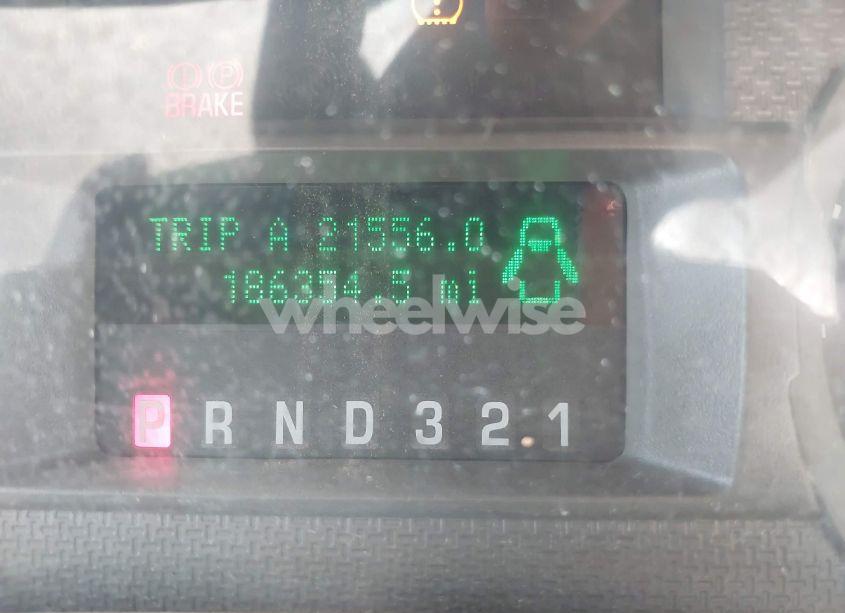 BRAKE
TRIP A 21556.0
186354.5 mi
wheelwise
P R N D 3 2 1